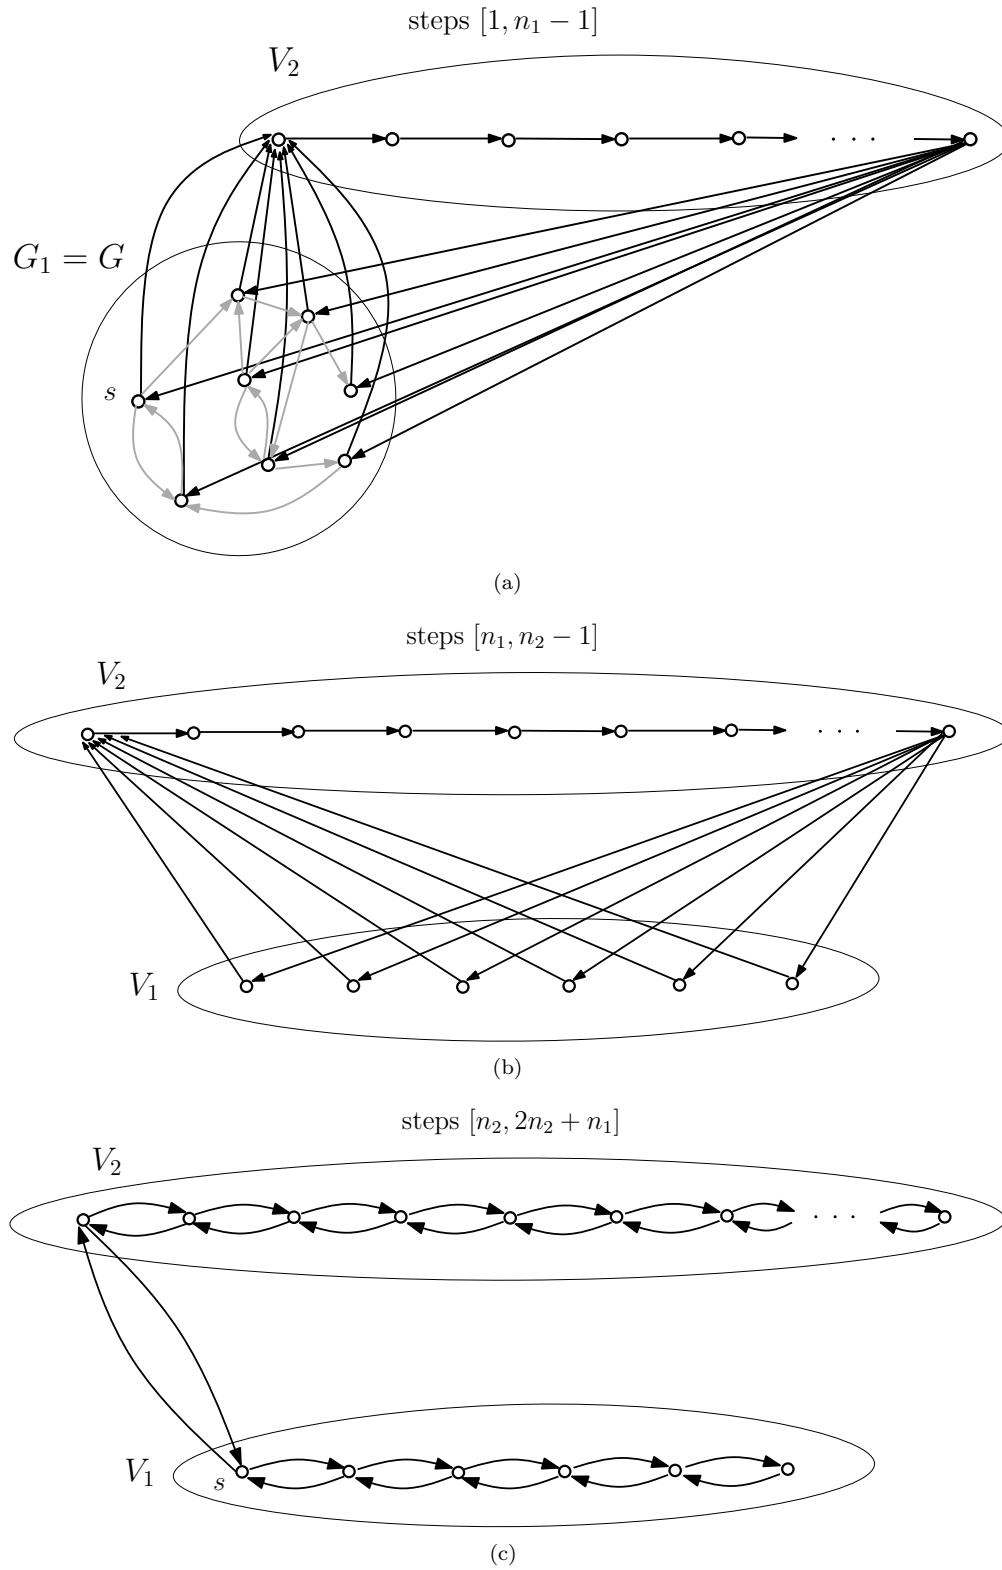 steps [1, n₁ − 1]
V₂
G₁ = G
s
(a)
steps [n₁, n₂ − 1]
V₂
. . .
V₁
(b)
steps [n₂, 2n₂ + n₁]
V₂
. . .
V₁
s
(c)